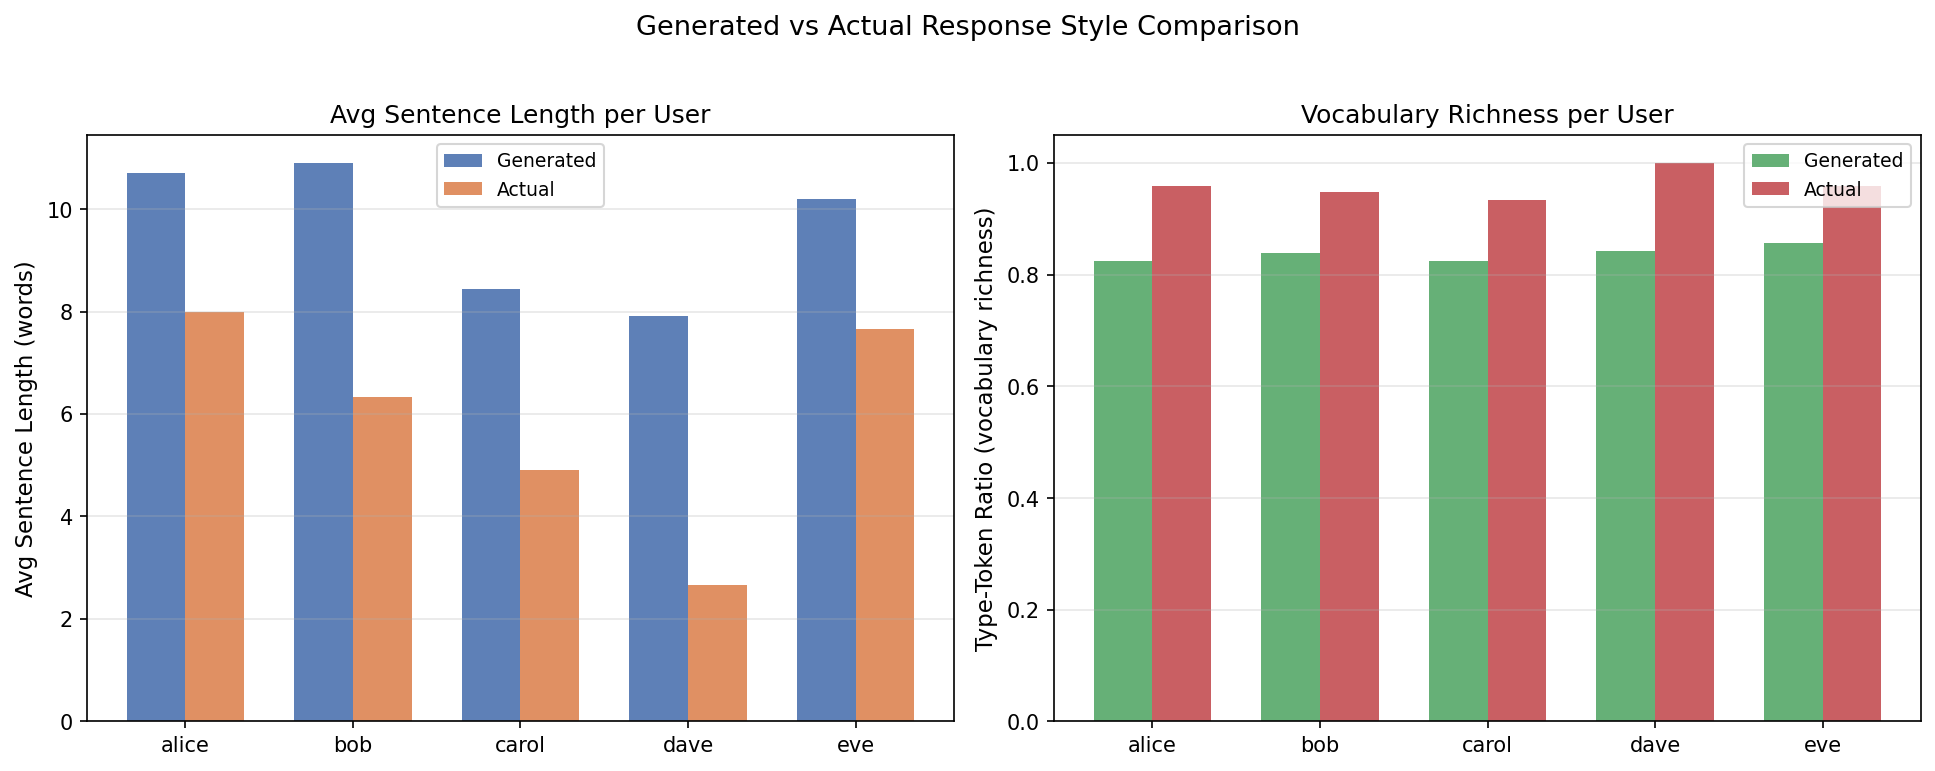 Generated vs Actual Response Style Comparison
Avg Sentence Length per User
Generated
Actual
Avg Sentence Length (words)
10
8
6
4
2
0
alice bob carol dave eve
Vocabulary Richness per User
Generated
Actual
Type-Token Ratio (vocabulary richness)
1.0
0.8
0.6
0.4
0.2
0.0
alice bob carol dave eve